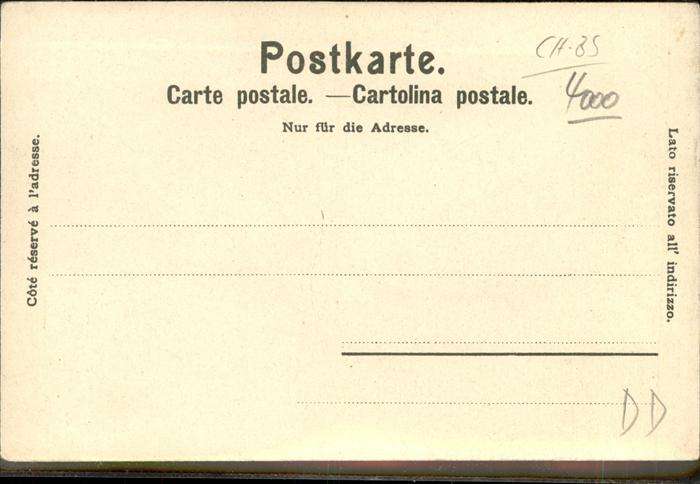 Postkarte.
CH-BS
Carte postale. — Cartolina postale.
4000
Nur für die Adresse.
Côté réservé à l'adresse.
Lato riservato all' indirizzo.
DD